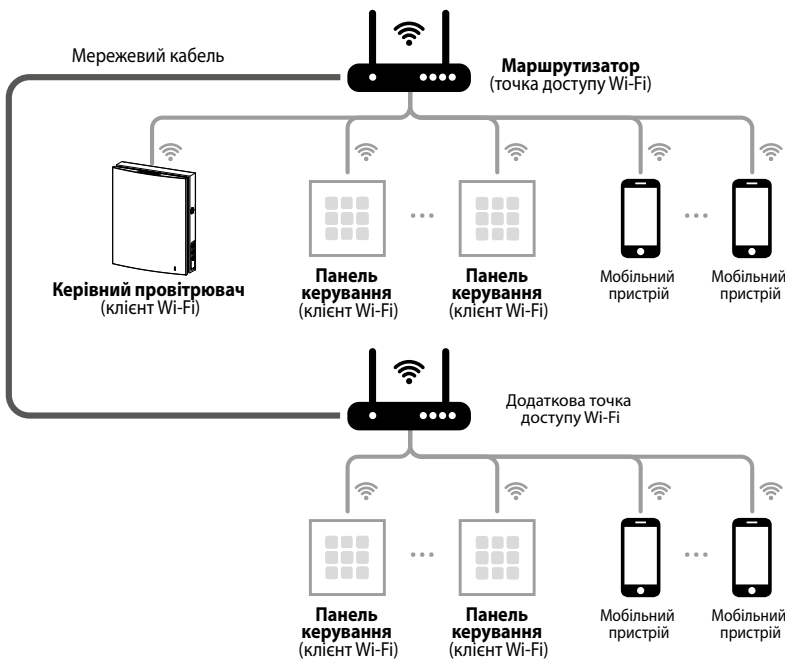 Мережевий кабель
Маршрутизатор
(точка доступу Wi-Fi)
Керівний провітрювач
(клієнт Wi-Fi)
Панель
керування
(клієнт Wi-Fi)
Панель
керування
(клієнт Wi-Fi)
Мобільний
пристрій
Мобільний
пристрій
Додаткова точка
доступу Wi-Fi
Панель
керування
(клієнт Wi-Fi)
Панель
керування
(клієнт Wi-Fi)
Мобільний
пристрій
Мобільний
пристрій